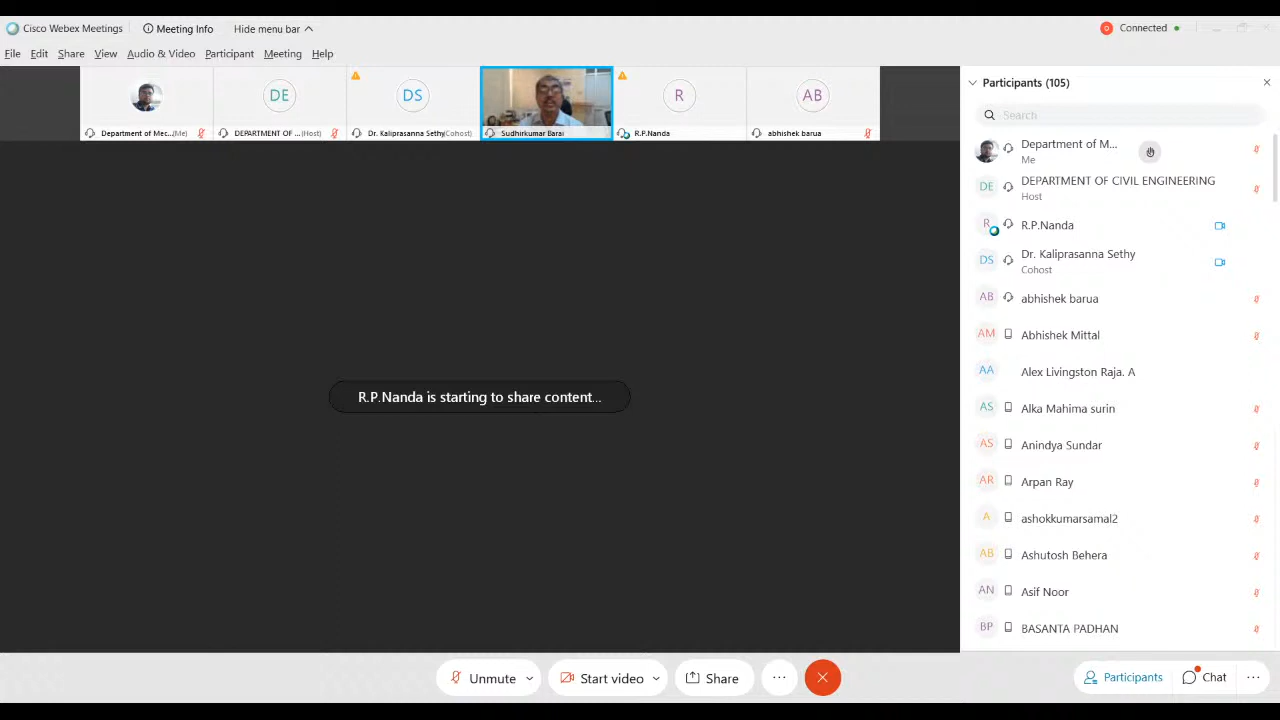 Cisco Webex Meetings
Meeting Info
Hide menu bar
Connected
File Edit Share View Audio & Video Participant Meeting Help
DE
DS
R
AB
Department of Mec...(Me)
DEPARTMENT OF ...(Host)
Dr. Kaliprasanna Sethy(Cohost)
Sudhirkumar Barai
R.P.Nanda
abhishek barua
R.P.Nanda is starting to share content...
Participants (105)
Search
Department of M...
Me
DE DEPARTMENT OF CIVIL ENGINEERING
Host
R R.P.Nanda
DS Dr. Kaliprasanna Sethy
Cohost
AB abhishek barua
AM Abhishek Mittal
AA Alex Livingston Raja. A
AS Alka Mahima surin
AS Anindya Sundar
AR Arpan Ray
A ashokkumarsamal2
AB Ashutosh Behera
AN Asif Noor
BP BASANTA PADHAN
Unmute
Start video
Share
Participants
Chat